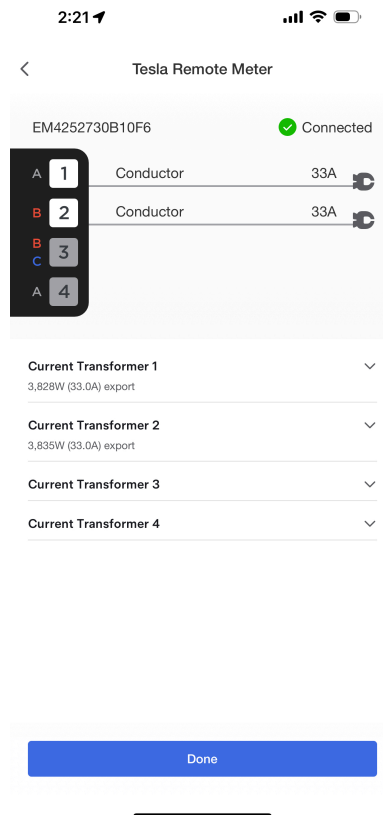 2:21
Tesla Remote Meter
EM4252730B10F6 Connected
A 1 Conductor 33A
B 2 Conductor 33A
B
C 3
A 4
Current Transformer 1
3,828W (33.0A) export
Current Transformer 2
3,835W (33.0A) export
Current Transformer 3
Current Transformer 4
Done